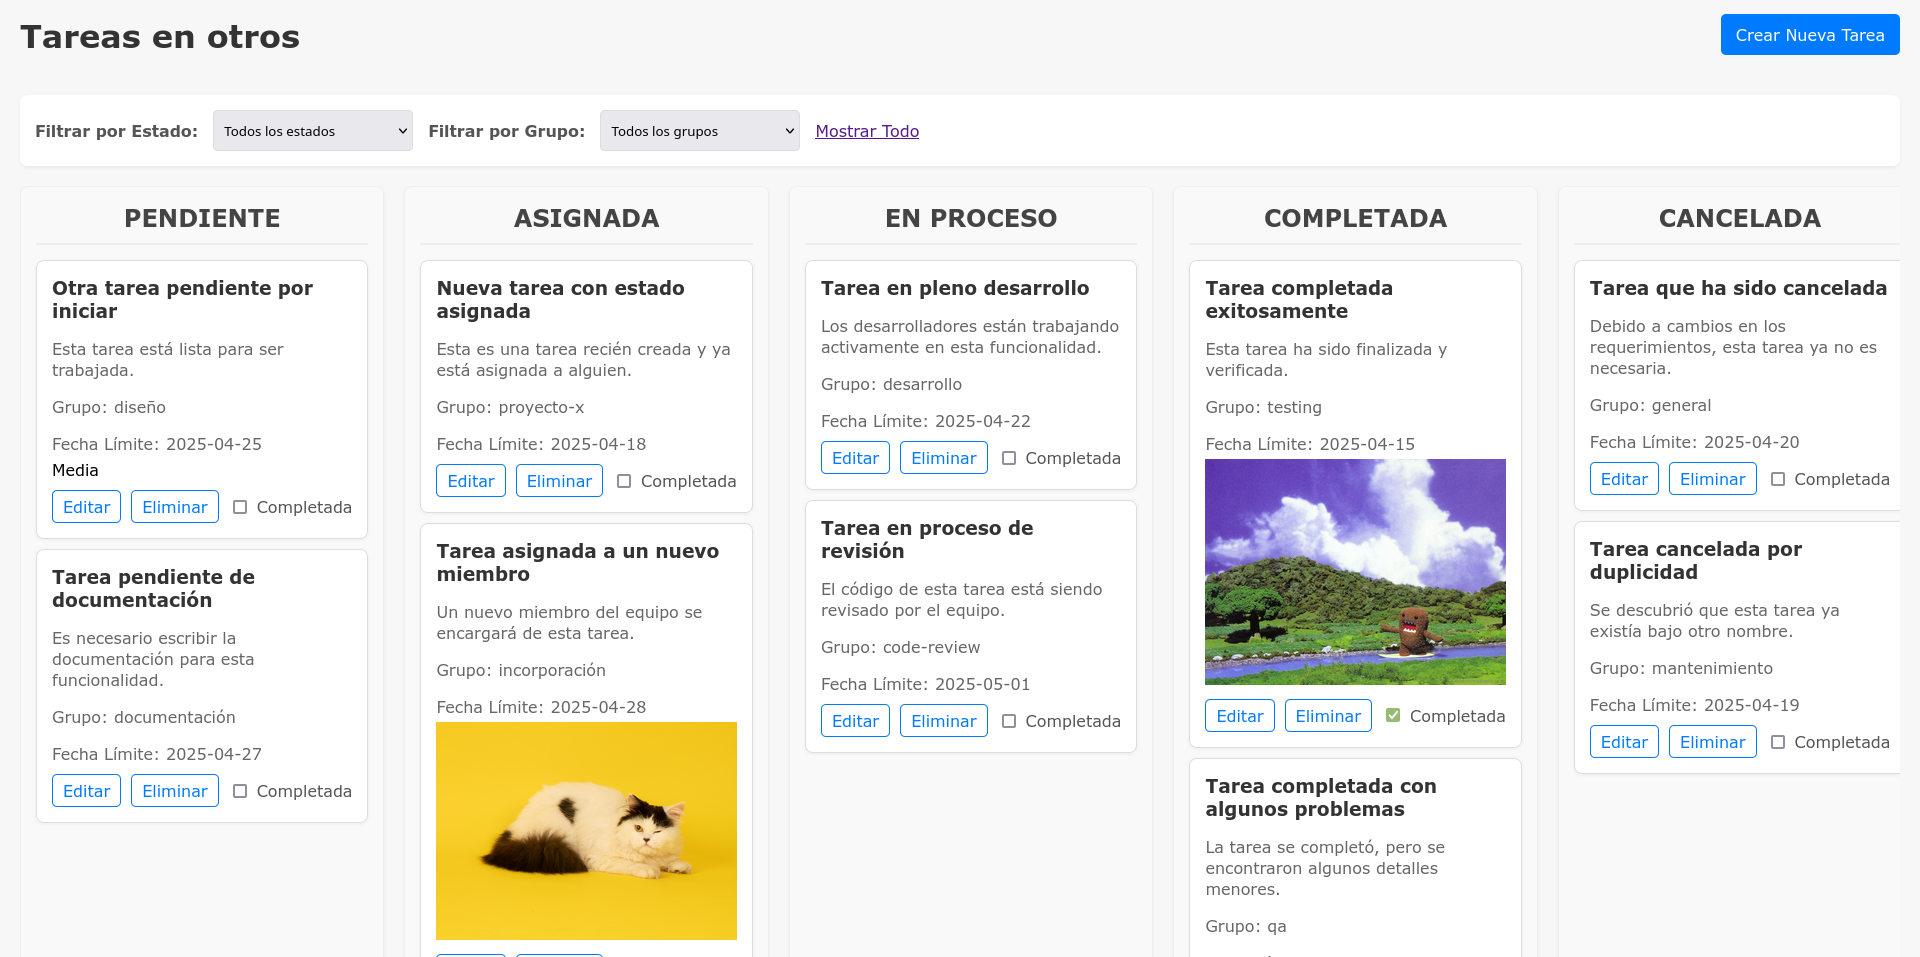 Tareas en otros
Crear Nueva Tarea
Filtrar por Estado:
Todos los estados
Filtrar por Grupo:
Todos los grupos
Mostrar Todo
PENDIENTE
Otra tarea pendiente por
iniciar
Esta tarea está lista para ser
trabajada.
Grupo: diseño
Fecha Límite: 2025-04-25
Media
Editar
Eliminar
Completada
Tarea pendiente de
documentación
Es necesario escribir la
documentación para esta
funcionalidad.
Grupo: documentación
Fecha Límite: 2025-04-27
Editar
Eliminar
Completada
ASIGNADA
Nueva tarea con estado
asignada
Esta es una tarea recién creada y ya
está asignada a alguien.
Grupo: proyecto-x
Fecha Límite: 2025-04-18
Editar
Eliminar
Completada
Tarea asignada a un nuevo
miembro
Un nuevo miembro del equipo se
encargará de esta tarea.
Grupo: incorporación
Fecha Límite: 2025-04-28
EN PROCESO
Tarea en pleno desarrollo
Los desarrolladores están trabajando
activamente en esta funcionalidad.
Grupo: desarrollo
Fecha Límite: 2025-04-22
Editar
Eliminar
Completada
Tarea en proceso de
revisión
El código de esta tarea está siendo
revisado por el equipo.
Grupo: code-review
Fecha Límite: 2025-05-01
Editar
Eliminar
Completada
COMPLETADA
Tarea completada
exitosamente
Esta tarea ha sido finalizada y
verificada.
Grupo: testing
Fecha Límite: 2025-04-15
Editar
Eliminar
Completada
Tarea completada con
algunos problemas
La tarea se completó, pero se
encontraron algunos detalles
menores.
Grupo: qa
CANCELADA
Tarea que ha sido cancelada
Debido a cambios en los
requerimientos, esta tarea ya no es
necesaria.
Grupo: general
Fecha Límite: 2025-04-20
Editar
Eliminar
Completada
Tarea cancelada por
duplicidad
Se descubrió que esta tarea ya
existía bajo otro nombre.
Grupo: mantenimiento
Fecha Límite: 2025-04-19
Editar
Eliminar
Completada